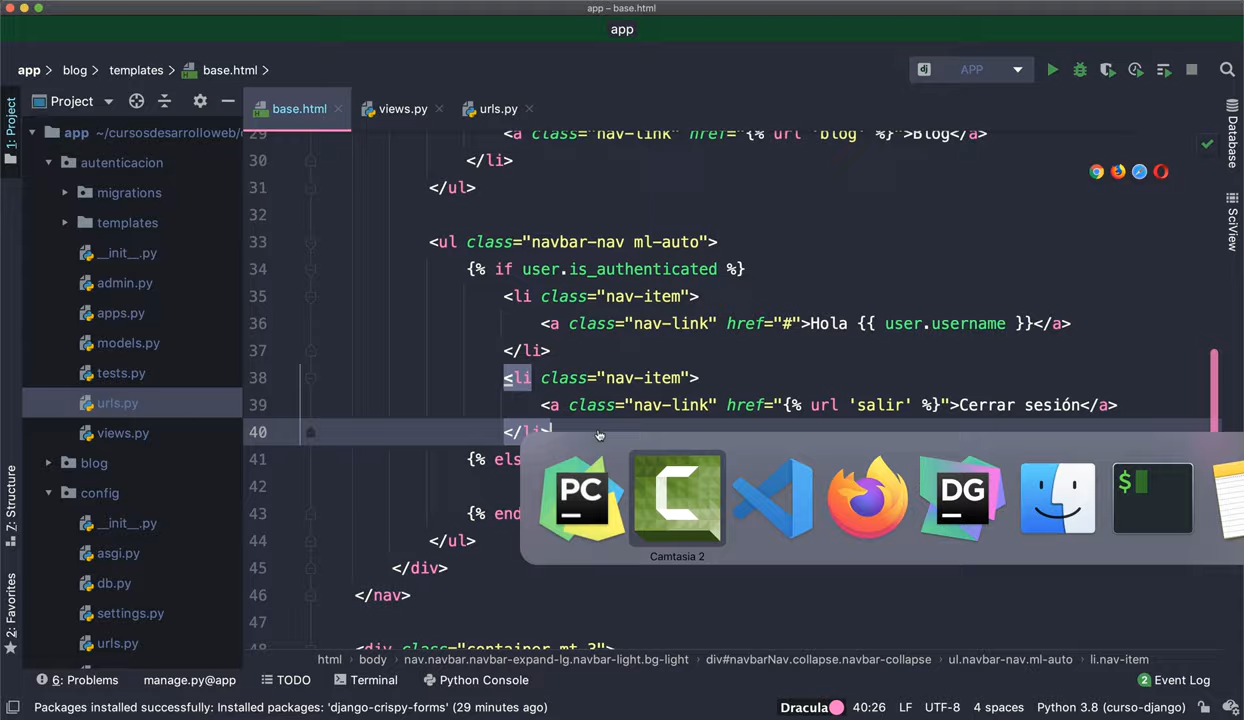 app – base.html
app
app blog templates base.html
APP
Project
base.html views.py urls.py
1: Project
Z: Structure
2: Favorites
Database
SciView
app ~/cursosdesarrolloweb/
autenticacion
migrations
templates
__init__.py
admin.py
apps.py
models.py
tests.py
urls.py
views.py
blog
config
__init__.py
asgi.py
db.py
settings.py
urls.py
29 <a class="nav-link" href="{% url 'blog' %}">Blog</a>
30 </li>
31 </ul>
32
33 <ul class="navbar-nav ml-auto">
34 {% if user.is_authenticated %}
35 <li class="nav-item">
36 <a class="nav-link" href="#">Hola {{ user.username }}</a>
37 </li>
38 <li class="nav-item">
39 <a class="nav-link" href="{% url 'salir' %}">Cerrar sesión</a>
40 </li>
41 {% els
42
43 {% end
44 </ul>
45 </div>
46 </nav>
47
48 <div class="container mt-3">
PC
DG
$
Camtasia 2
html body nav.navbar.navbar-expand-lg.navbar-light.bg-light div#navbarNav.collapse.navbar-collapse ul.navbar-nav.ml-auto li.nav-item
6: Problems manage.py@app TODO Terminal Python Console 2 Event Log
Packages installed successfully: Installed packages: 'django-crispy-forms' (29 minutes ago) Dracula 40:26 LF UTF-8 4 spaces Python 3.8 (curso-django)